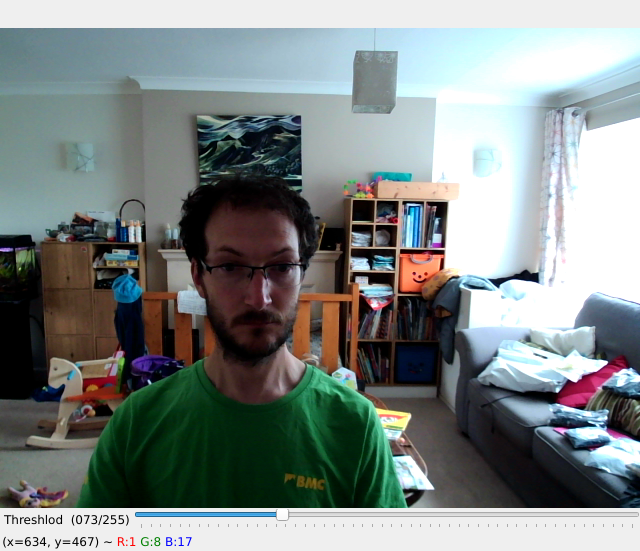 BMC
Threshlod (073/255)
(x=634, y=467) ~ R:1 G:8 B:17